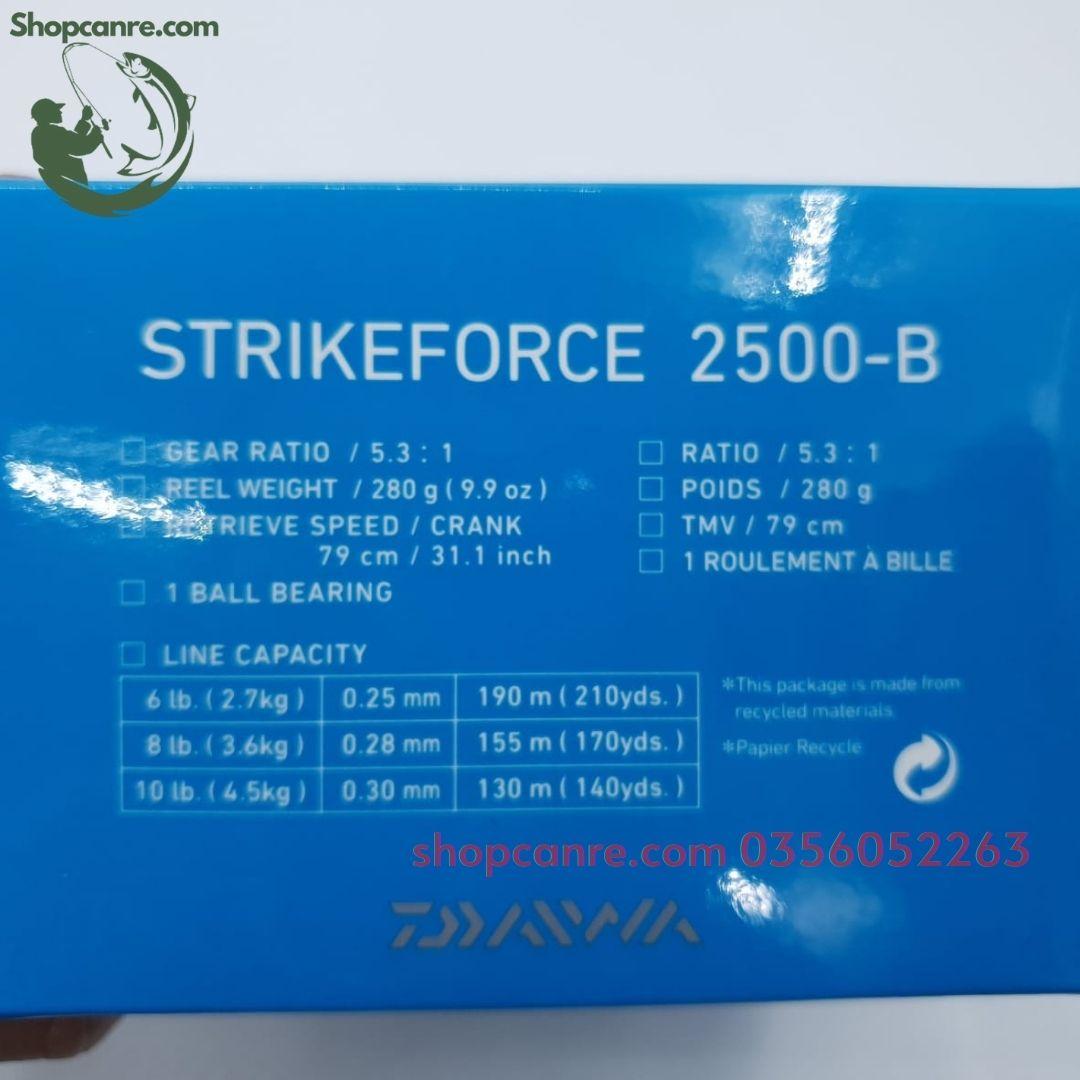 Shopcanre.com
STRIKEFORCE 2500-B
GEAR RATIO / 5.3 : 1
REEL WEIGHT / 280 g ( 9.9 oz )
RETRIEVE SPEED / CRANK
79 cm / 31.1 inch
1 BALL BEARING
RATIO / 5.3 : 1
POIDS / 280 g
TMV / 79 cm
1 ROULEMENT À BILLE
LINE CAPACITY
6 lb. ( 2.7kg ) 0.25 mm 190 m ( 210yds. )
8 lb. ( 3.6kg ) 0.28 mm 155 m ( 170yds. )
10 lb. ( 4.5kg ) 0.30 mm 130 m ( 140yds. )
*This package is made from
recycled materials.
*Papier Recycle
shopcanre.com 0356052263
DAIWA